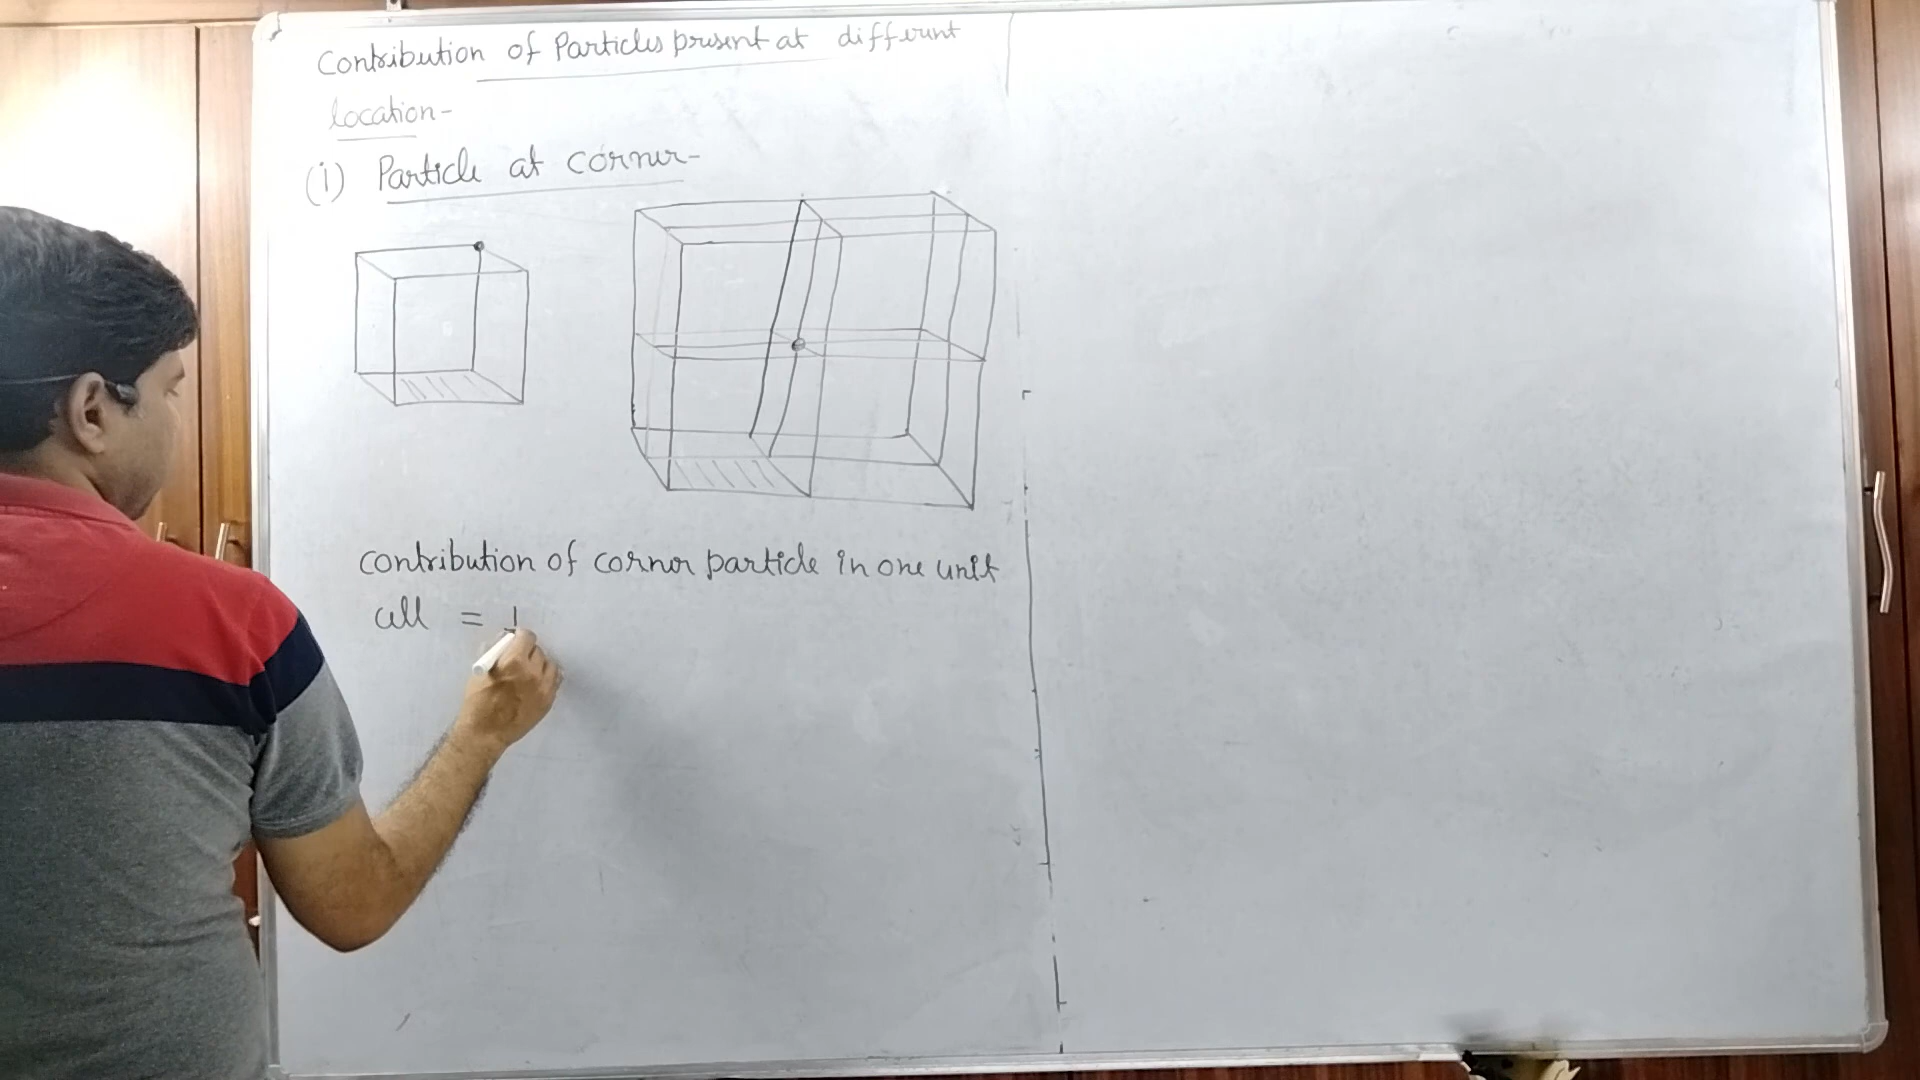 Contribution of Particles present at different
location-
(i) Particle at corner-
contribution of corner particle in one unit
cell = 1